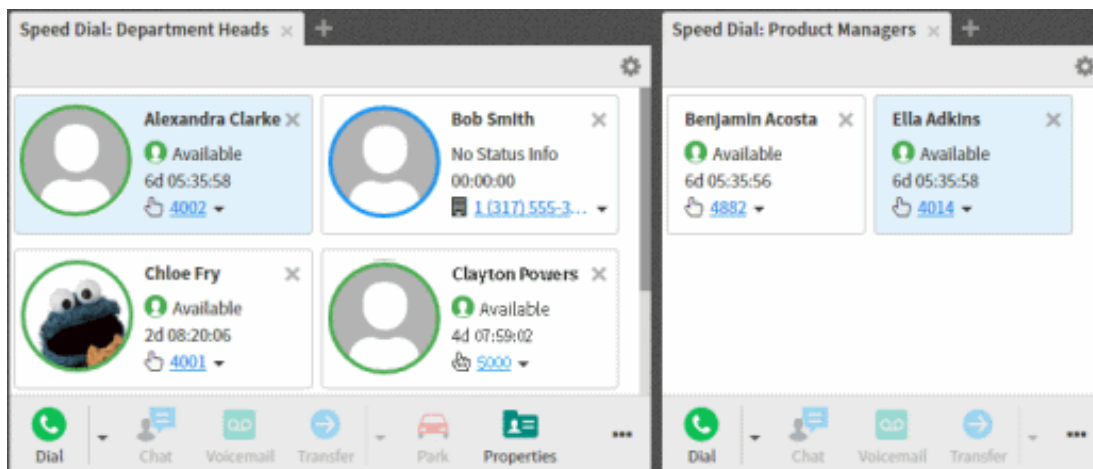 Speed Dial: Department Heads
Alexandra Clarke
Available
6d 05:35:58
4002
Bob Smith
No Status Info
00:00:00
1 (317) 555-3...
Chloe Fry
Available
2d 08:20:06
4001
Clayton Powers
Available
4d 07:59:02
5000
Dial
Chat
Voicemail
Transfer
Park
Properties
Speed Dial: Product Managers
Benjamin Acosta
Available
6d 05:35:56
4882
Ella Adkins
Available
6d 05:35:58
4014
Dial
Chat
Voicemail
Transfer